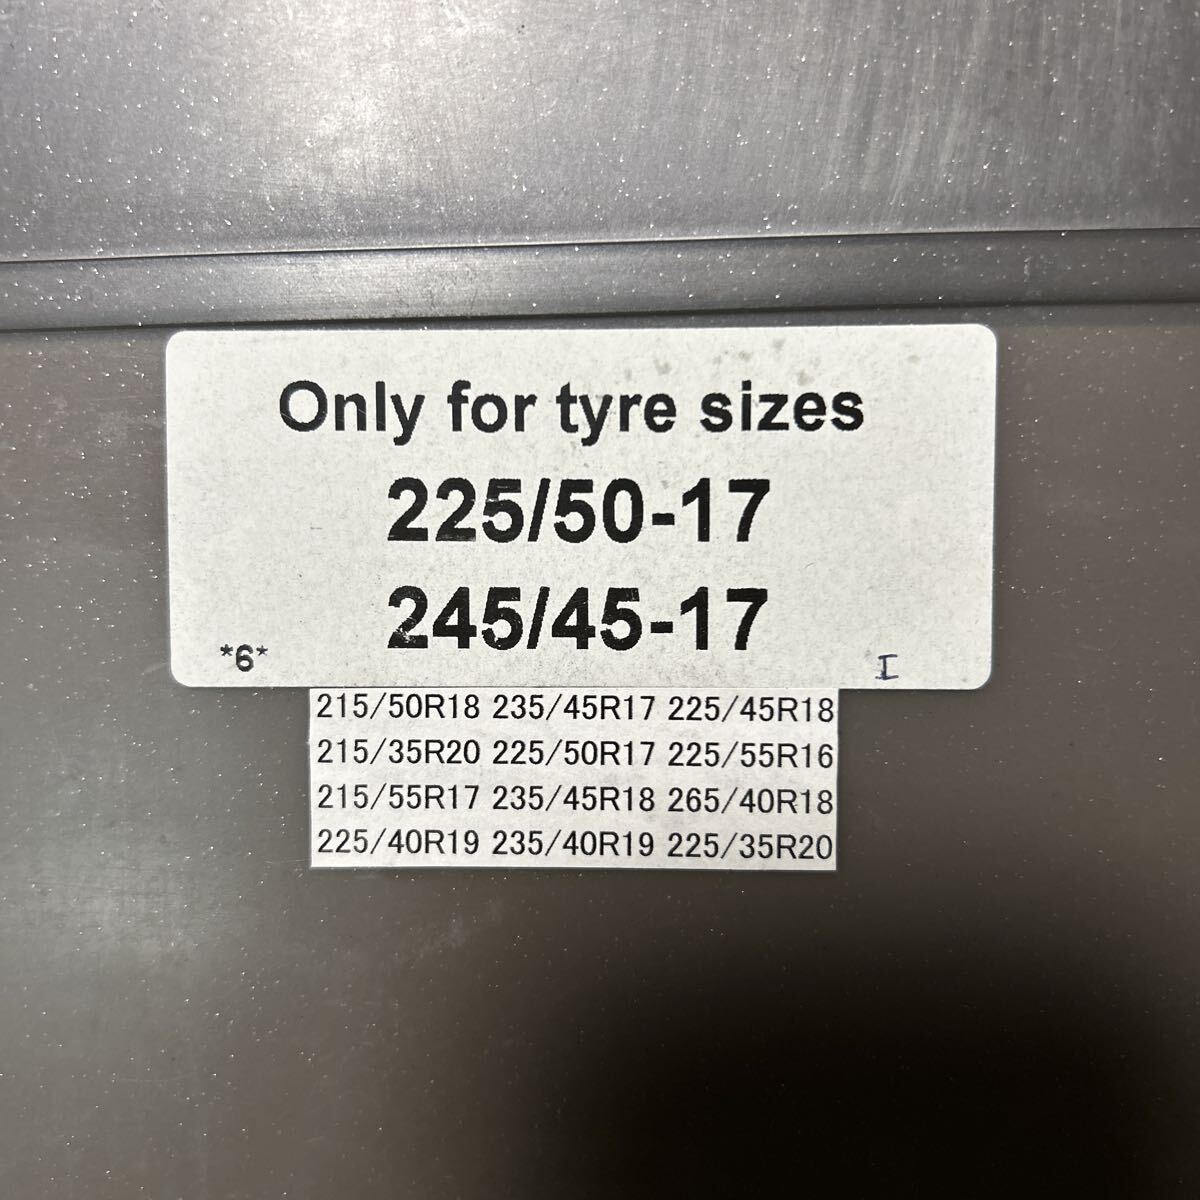 Only for tyre sizes
225/50-17
245/45-17
*6* I
215/50R18 235/45R17 225/45R18
215/35R20 225/50R17 225/55R16
215/55R17 235/45R18 265/40R18
225/40R19 235/40R19 225/35R20